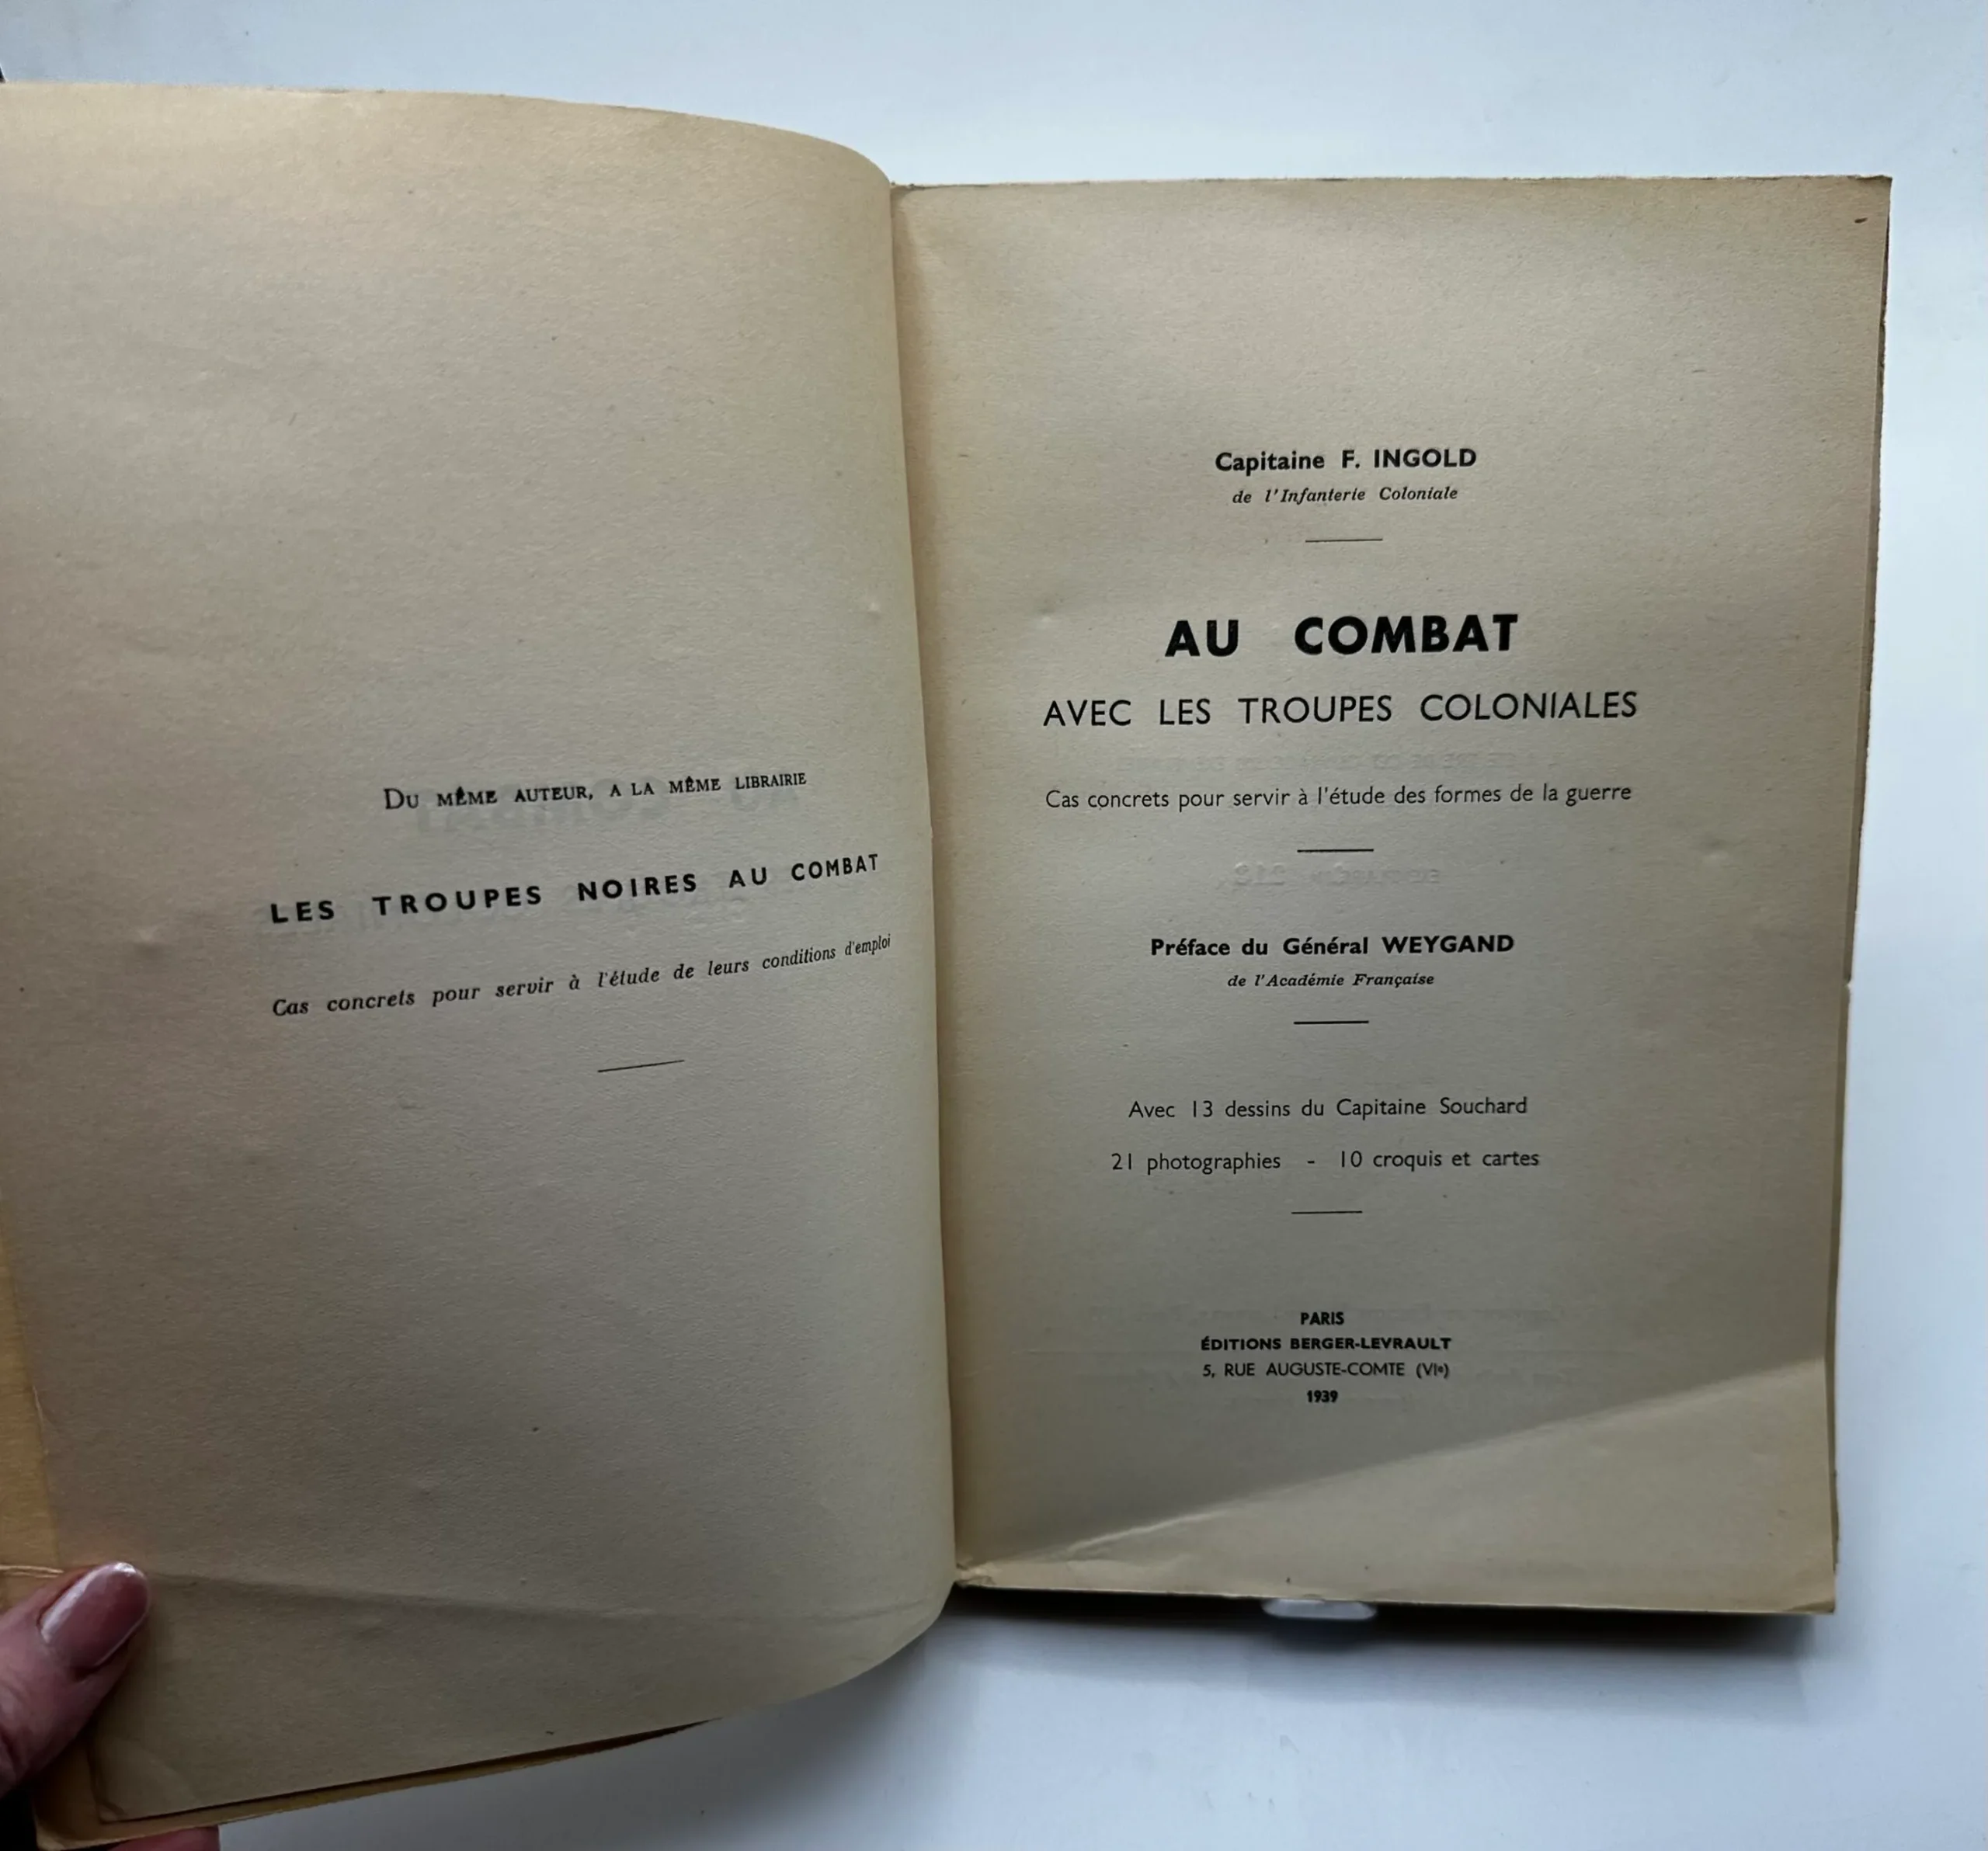 Du même auteur, a la même librairie
LES TROUPES NOIRES AU COMBAT
Cas concrets pour servir à l'étude de leurs conditions d'emploi
Capitaine F. INGOLD
de l'Infanterie Coloniale
AU COMBAT
AVEC LES TROUPES COLONIALES
Cas concrets pour servir à l'étude des formes de la guerre
Préface du Général WEYGAND
de l'Académie Française
Avec 13 dessins du Capitaine Souchard
21 photographies - 10 croquis et cartes
PARIS
ÉDITIONS BERGER-LEVRAULT
5, RUE AUGUSTE-COMTE (VIe)
1939